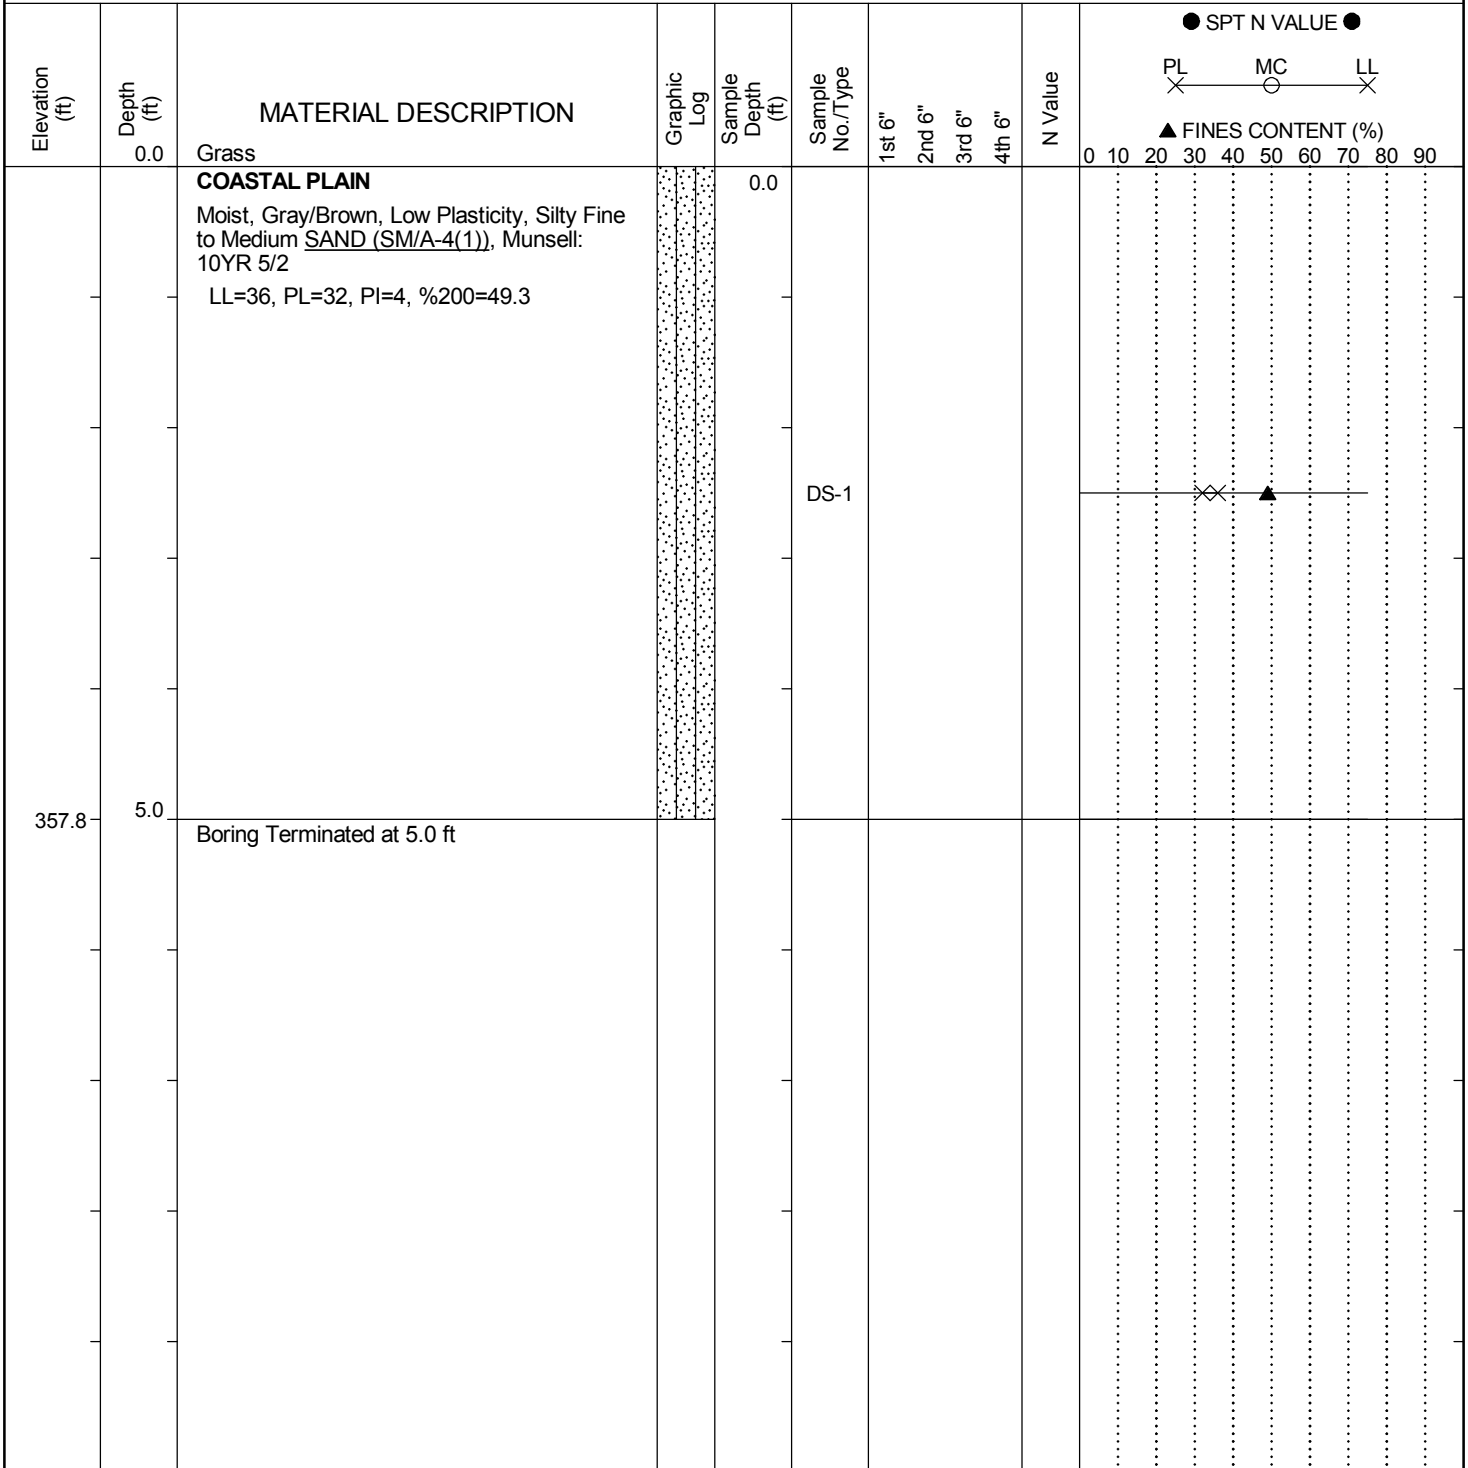 ● SPT N VALUE ●
PL MC LL
▲ FINES CONTENT (%)
0 10 20 30 40 50 60 70 80 90
Elevation
(ft)
Depth
(ft)
0.0
MATERIAL DESCRIPTION
Grass
Graphic
Log
Sample
Depth
(ft)
Sample
No./Type
1st 6"
2nd 6"
3rd 6"
4th 6"
N Value
COASTAL PLAIN
0.0
Moist, Gray/Brown, Low Plasticity, Silty Fine
to Medium SAND (SM/A-4(1)), Munsell:
10YR 5/2
LL=36, PL=32, PI=4, %200=49.3
DS-1
357.8
5.0
Boring Terminated at 5.0 ft